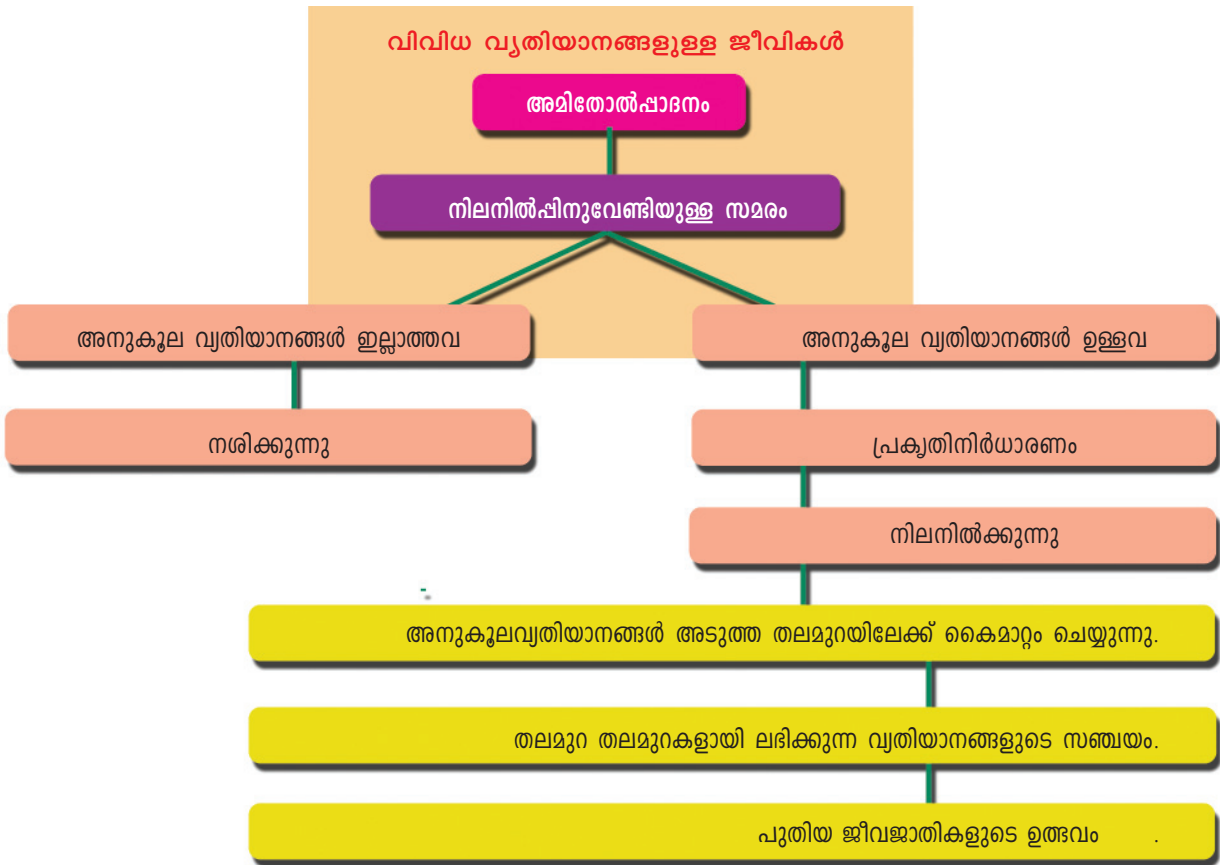 വിവിധ വ്യതിയാനങ്ങളുള്ള ജീവികൾ
അമിതോൽപ്പാദനം
നിലനിൽപ്പിനുവേണ്ടിയുള്ള സമരം
അനുകൂല വ്യതിയാനങ്ങൾ ഇല്ലാത്തവ
അനുകൂല വ്യതിയാനങ്ങൾ ഉള്ളവ
നശിക്കുന്നു
പ്രകൃതിനിർധാരണം
നിലനിൽക്കുന്നു
അനുകൂലവ്യതിയാനങ്ങൾ അടുത്ത തലമുറയിലേക്ക് കൈമാറ്റം ചെയ്യുന്നു.
തലമുറ തലമുറകളായി ലഭിക്കുന്ന വ്യതിയാനങ്ങളുടെ സഞ്ചയം.
പുതിയ ജീവജാതികളുടെ ഉത്ഭവം .